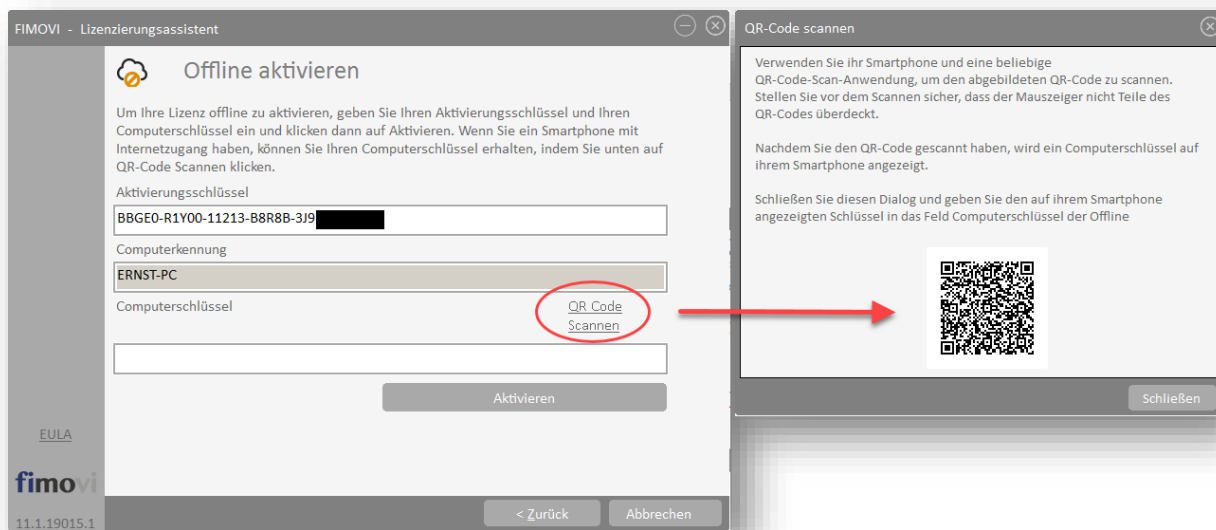 FIMOVI - Lizenzierungsassistent
Offline aktivieren
Um Ihre Lizenz offline zu aktivieren, geben Sie Ihren Aktivierungsschlüssel und Ihren
Computerschlüssel ein und klicken dann auf Aktivieren. Wenn Sie ein Smartphone mit
Internetzugang haben, können Sie Ihren Computerschlüssel erhalten, indem Sie unten auf
QR-Code Scannen klicken.
Aktivierungsschlüssel
BBGE0-R1Y00-11213-B8R8B-3J9
Computerkennung
ERNST-PC
Computerschlüssel
QR Code
Scannen
Aktivieren
EULA
fimovi
11.1.19015.1
< Zurück
Abbrechen
QR-Code scannen
Verwenden Sie ihr Smartphone und eine beliebige
QR-Code-Scan-Anwendung, um den abgebildeten QR-Code zu scannen.
Stellen Sie vor dem Scannen sicher, dass der Mauszeiger nicht Teile des
QR-Codes überdeckt.
Nachdem Sie den QR-Code gescannt haben, wird ein Computerschlüssel auf
ihrem Smartphone angezeigt.
Schließen Sie diesen Dialog und geben Sie den auf ihrem Smartphone
angezeigten Schlüssel in das Feld Computerschlüssel der Offline
Schließen